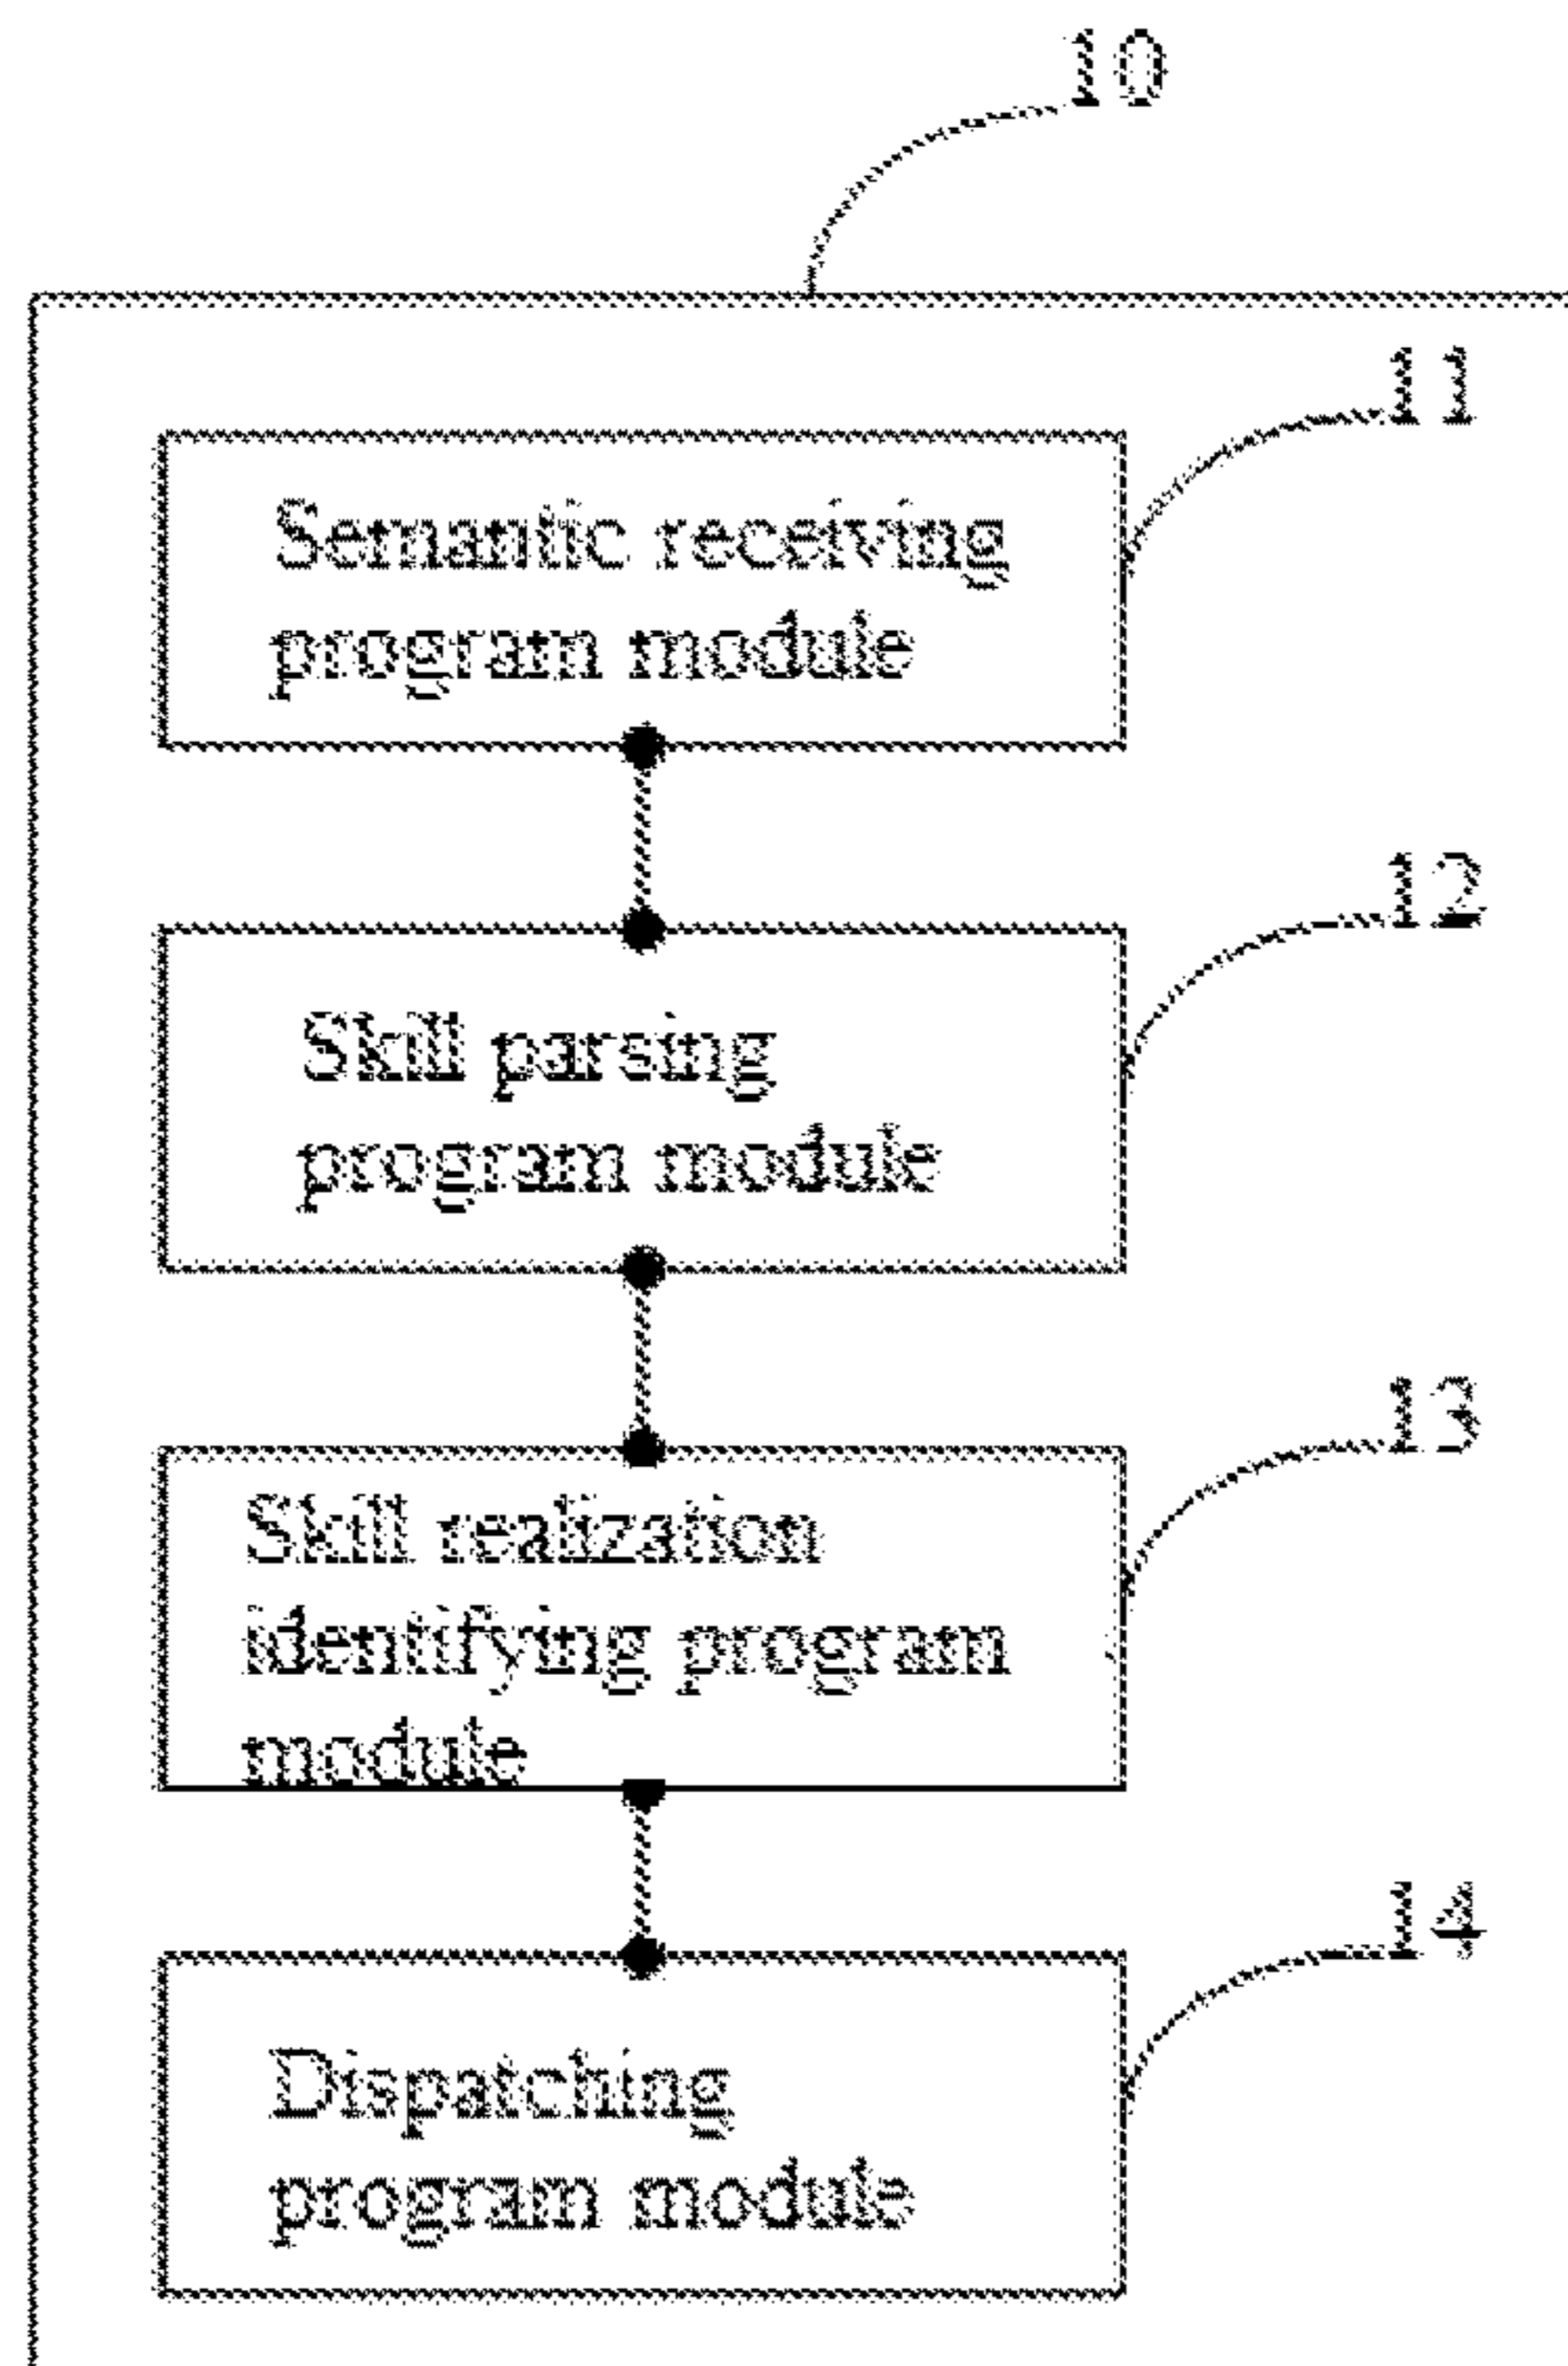 10
11
Semantic receiving
program module
12
Skill parsing
program module
13
Skill realization
identifying program
module
14
Dispatching
program module